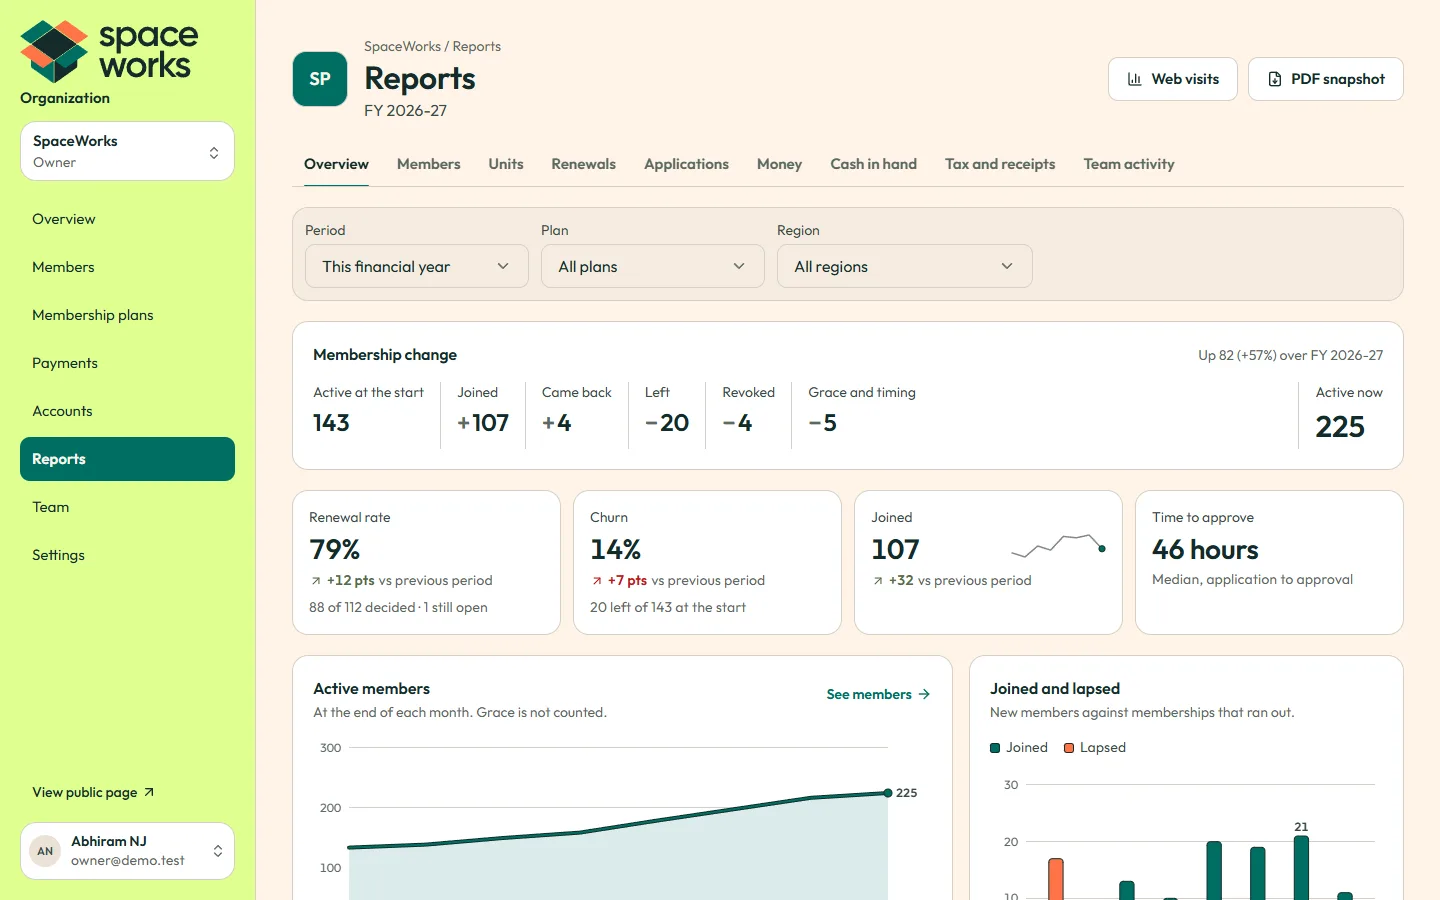 space
works
Organization
SpaceWorks
Owner
Overview
Members
Membership plans
Payments
Accounts
Reports
Team
Settings
View public page
AN
Abhiram NJ
owner@demo.test
SP
SpaceWorks / Reports
Reports
FY 2026-27
Web visits
PDF snapshot
Overview Members Units Renewals Applications Money Cash in hand Tax and receipts Team activity
Period Plan Region
This financial year All plans All regions
Membership change
Up 82 (+57%) over FY 2026-27
Active at the start Joined Came back Left Revoked Grace and timing Active now
143 +107 +4 −20 −4 −5 225
Renewal rate
79%
+12 pts vs previous period
88 of 112 decided · 1 still open
Churn
14%
+7 pts vs previous period
20 left of 143 at the start
Joined
107
+32 vs previous period
Time to approve
46 hours
Median, application to approval
Active members
See members
At the end of each month. Grace is not counted.
300
200
100
225
Joined and lapsed
New members against memberships that ran out.
Joined Lapsed
30
21
20
10